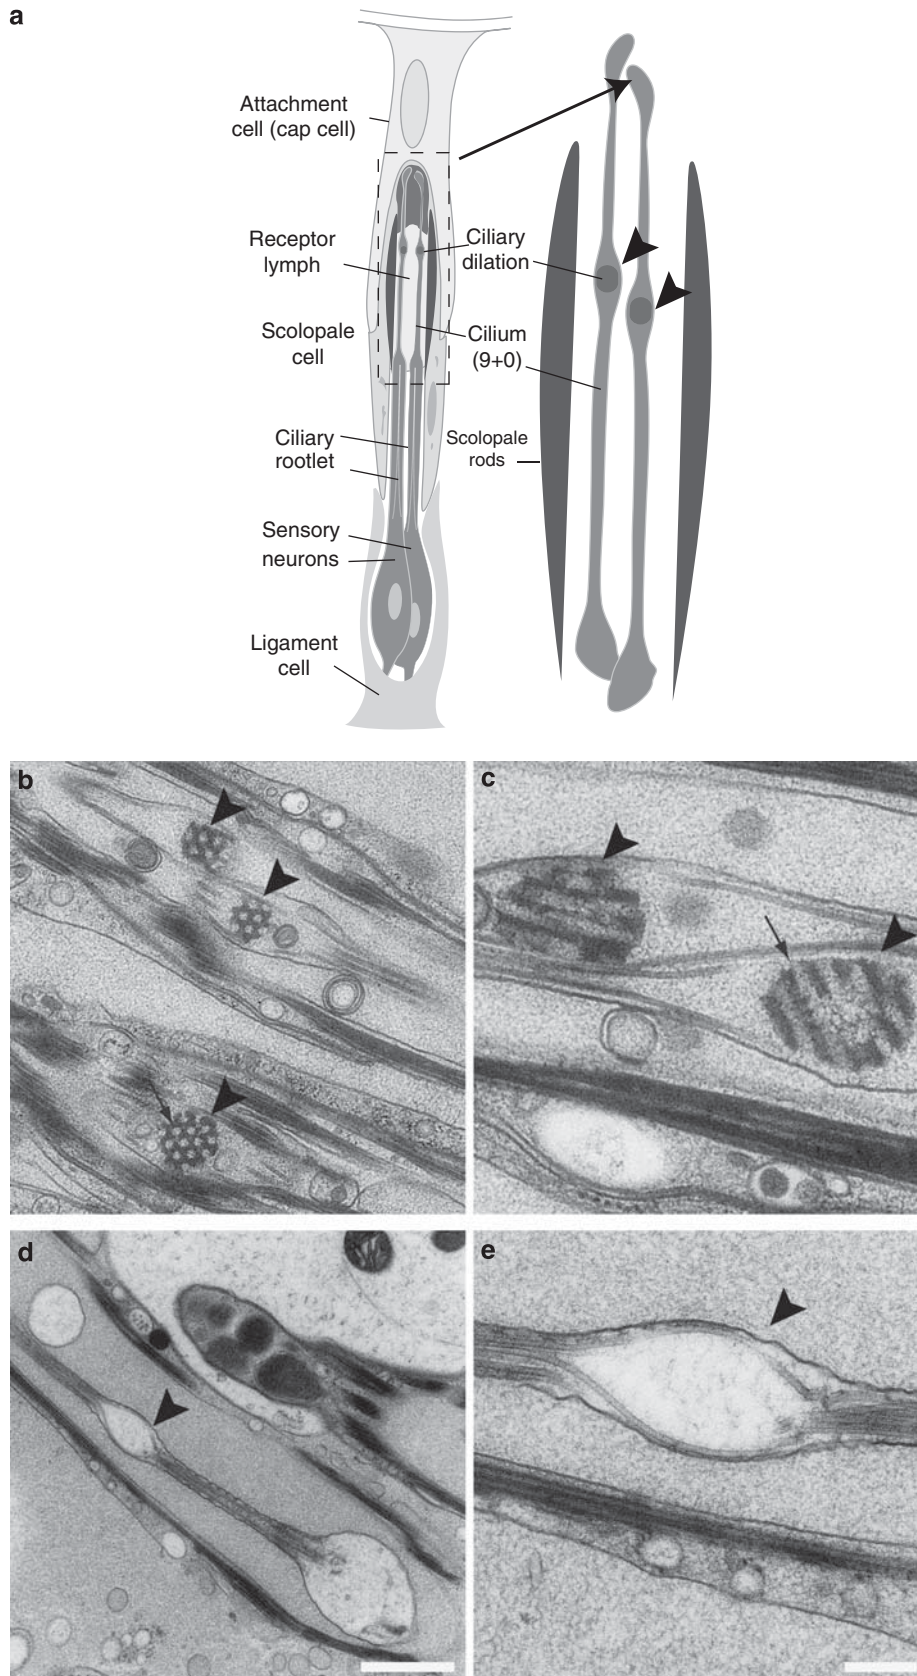 a
Attachment
cell (cap cell)
Receptor
lymph
Ciliary
dilation
Scolopale
cell
Cilium
(9+0)
Ciliary
rootlet
Scolopale
rods
Sensory
neurons
Ligament
cell
b
c
d
e